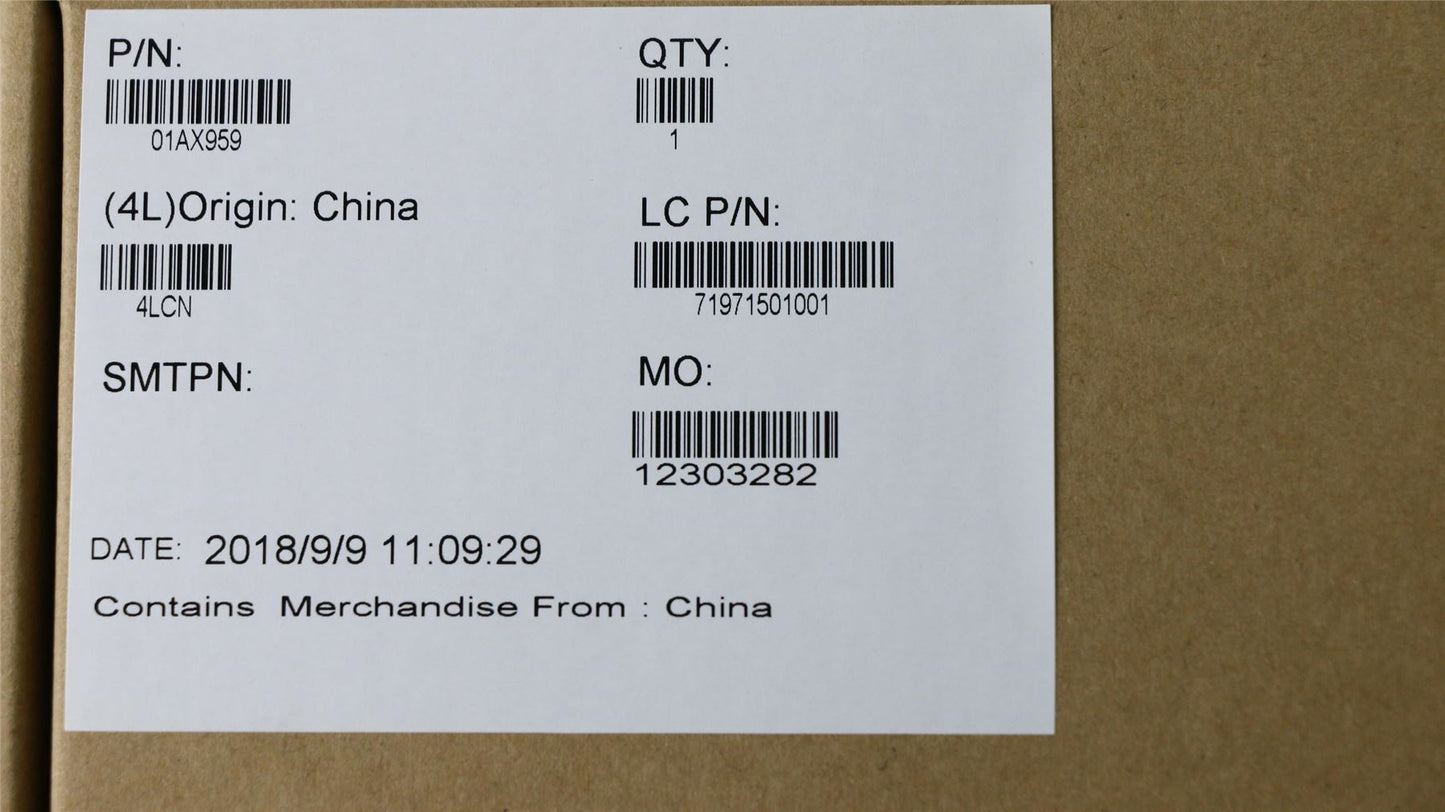 P/N:
QTY:
01AX959
1
(4L)Origin: China
LC P/N:
4LCN
71971501001
SMTPN:
MO:
12303282
DATE: 2018/9/9 11:09:29
Contains Merchandise From : China